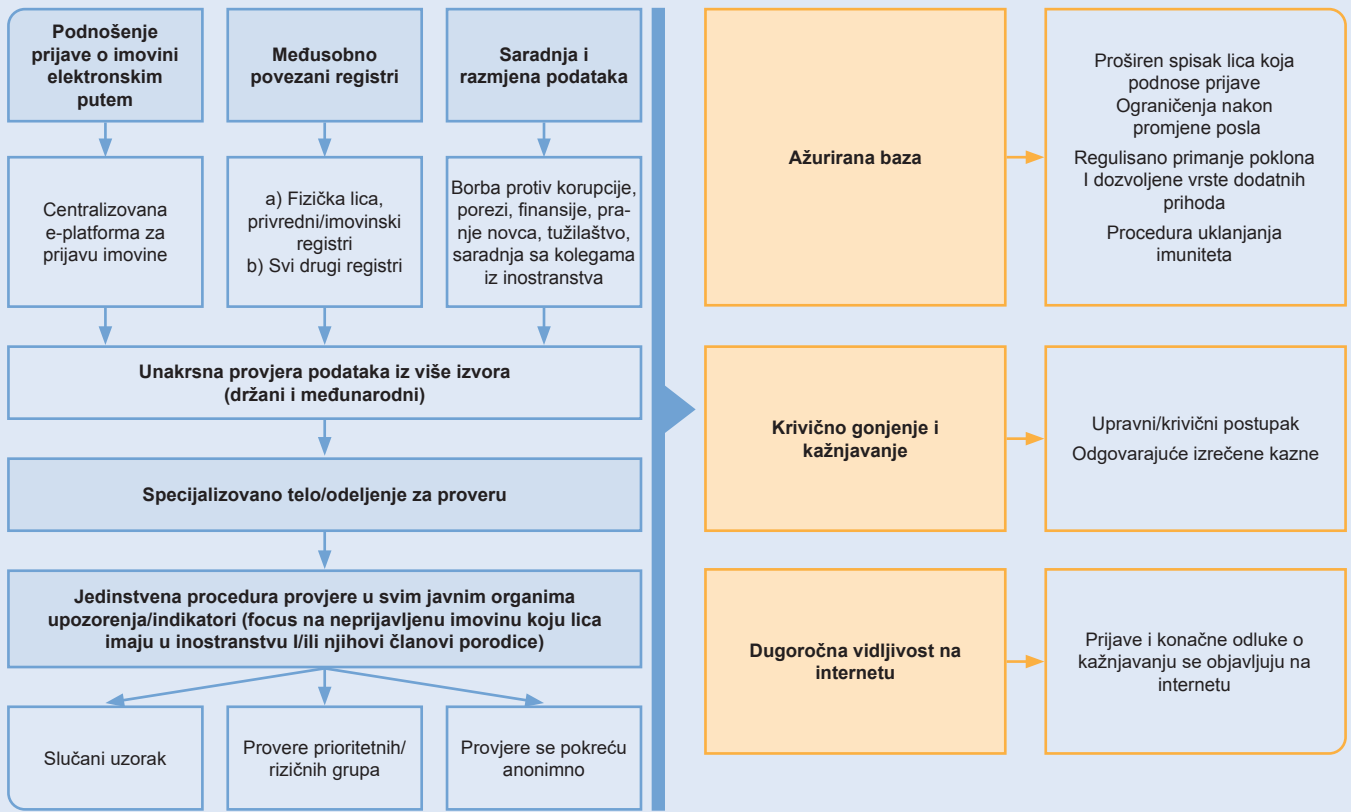 Podnošenje
prijave o imovini
elektronskim
putem
Međusobno
povezani registri
Saradnja i
razmjena podataka
Centralizovana
e-platforma za
prijavu imovine
a) Fizička lica,
privredni/imovinski
registri
b) Svi drugi registri
Borba protiv korupcije,
porezi, finansije, pra-
nje novca, tužilaštvo,
saradnja sa kolegama
iz inostranstva
Unakrsna provjera podataka iz više izvora
(držani i međunarodni)
Specijalizovano telo/odeljenje za proveru
Jedinstvena procedura provjere u svim javnim organima
upozorenja/indikatori (focus na neprijavljenu imovinu koju lica
imaju u inostranstvu I/ili njihovi članovi porodice)
Slučani uzorak
Provere prioritetnih/
rizičnih grupa
Provjere se pokreću
anonimno
Ažurirana baza
Proširen spisak lica koja
podnose prijave
Ograničenja nakon
promjene posla
Regulisano primanje poklona
I dozvoljene vrste dodatnih
prihoda
Procedura uklanjanja
imuniteta
Krivično gonjenje i
kažnjavanje
Upravni/krivični postupak
Odgovarajuće izrečene kazne
Dugoročna vidljivost na
internetu
Prijave i konačne odluke o
kažnjavanju se objavljuju na
internetu